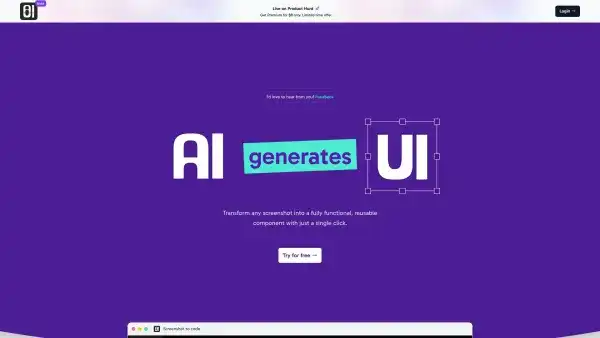 Live on Product Hunt 🚀
Get Premium for $8 only. Limited time offer.
Login →
I'd love to hear from you! Feedback
AI generates UI
Transform any screenshot into a fully functional, reusable
component with just a single click.
Try for free →
Screenshot to code